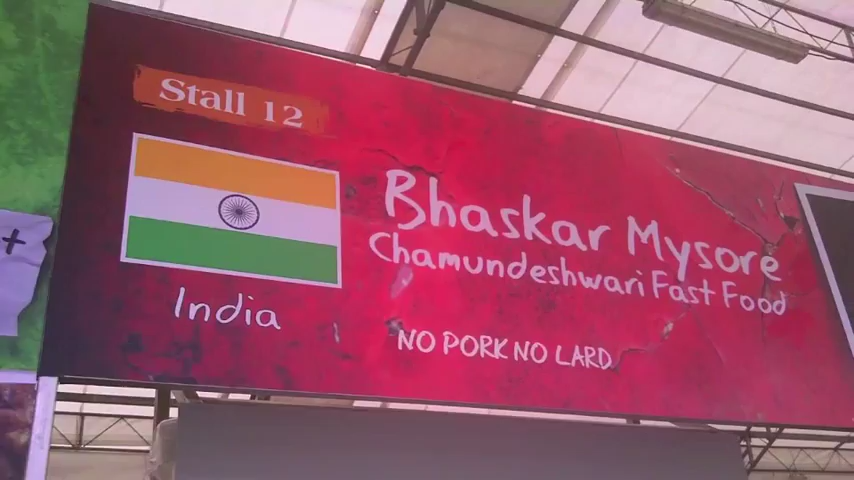 Stall 12
India
Bhaskar Mysore
Chamundeshwari Fast Food
NO PORK NO LARD